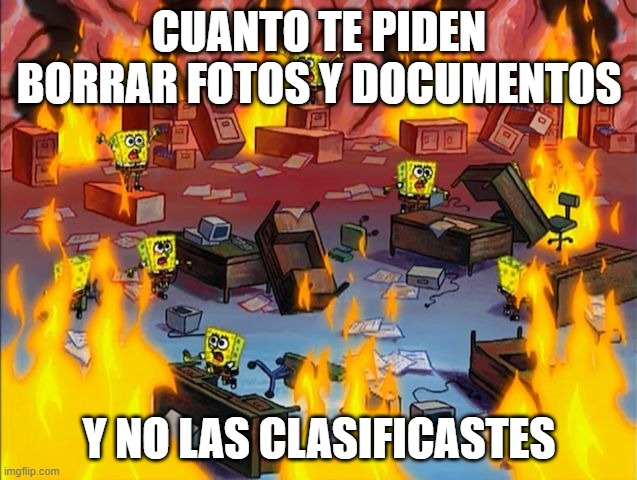 CUANTO TE PIDEN
BORRAR FOTOS Y DOCUMENTOS
Y NO LAS CLASIFICASTES
imgflip.com